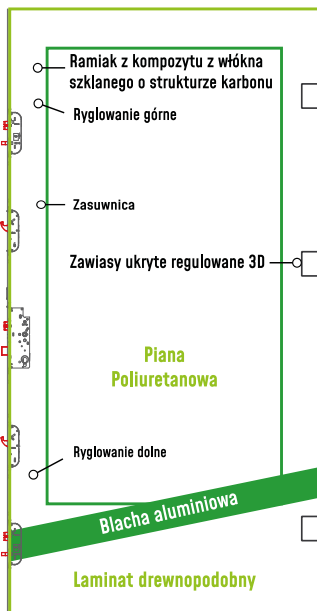 Ramiak z kompozytu z włókna
szklanego o strukturze karbonu
Ryglowanie górne
Zasuwnica
Zawiasy ukryte regulowane 3D
Piana
Poliuretanowa
Ryglowanie dolne
Blacha aluminiowa
Laminat drewnopodobny